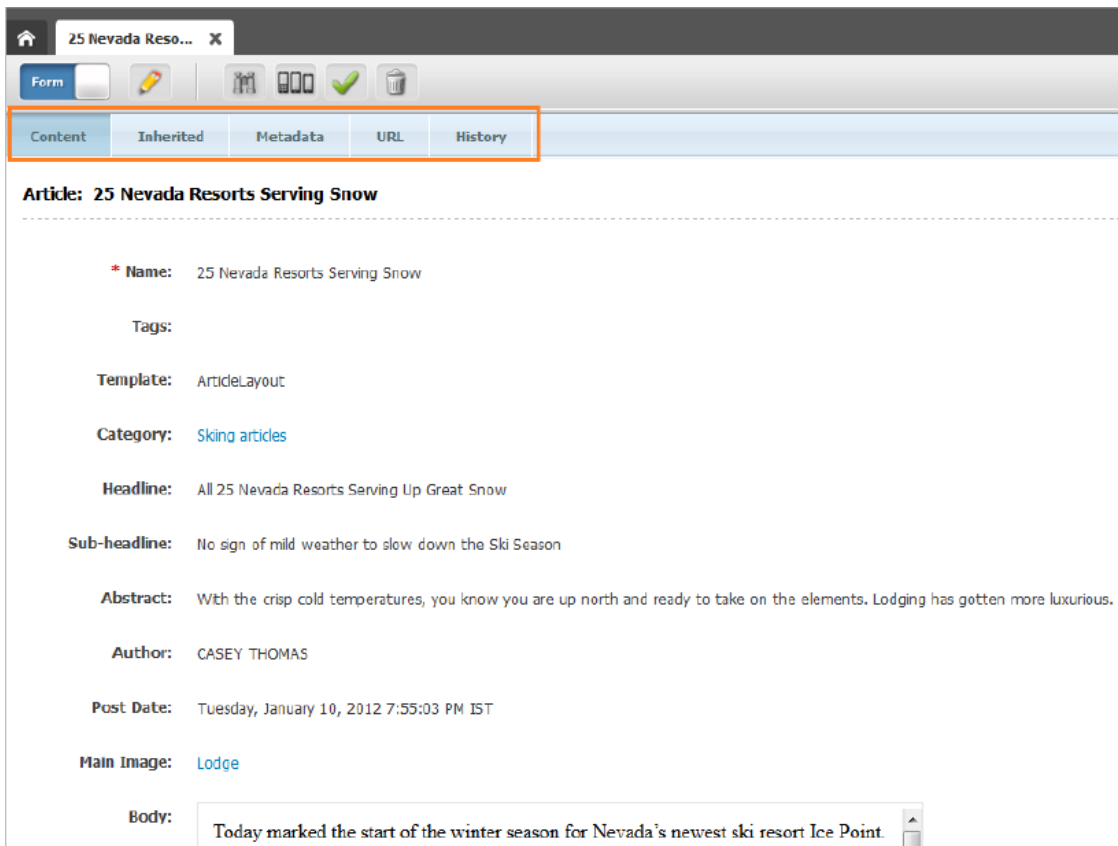 25 Nevada Reso...
Form
Content Inherited Metadata URL History
Article: 25 Nevada Resorts Serving Snow
* Name: 25 Nevada Resorts Serving Snow
Tags:
Template: ArticleLayout
Category: Skiing articles
Headline: All 25 Nevada Resorts Serving Up Great Snow
Sub-headline: No sign of mild weather to slow down the Ski Season
Abstract: With the crisp cold temperatures, you know you are up north and ready to take on the elements. Lodging has gotten more luxurious.
Author: CASEY THOMAS
Post Date: Tuesday, January 10, 2012 7:55:03 PM IST
Main Image: Lodge
Body: Today marked the start of the winter season for Nevada's newest ski resort Ice Point.